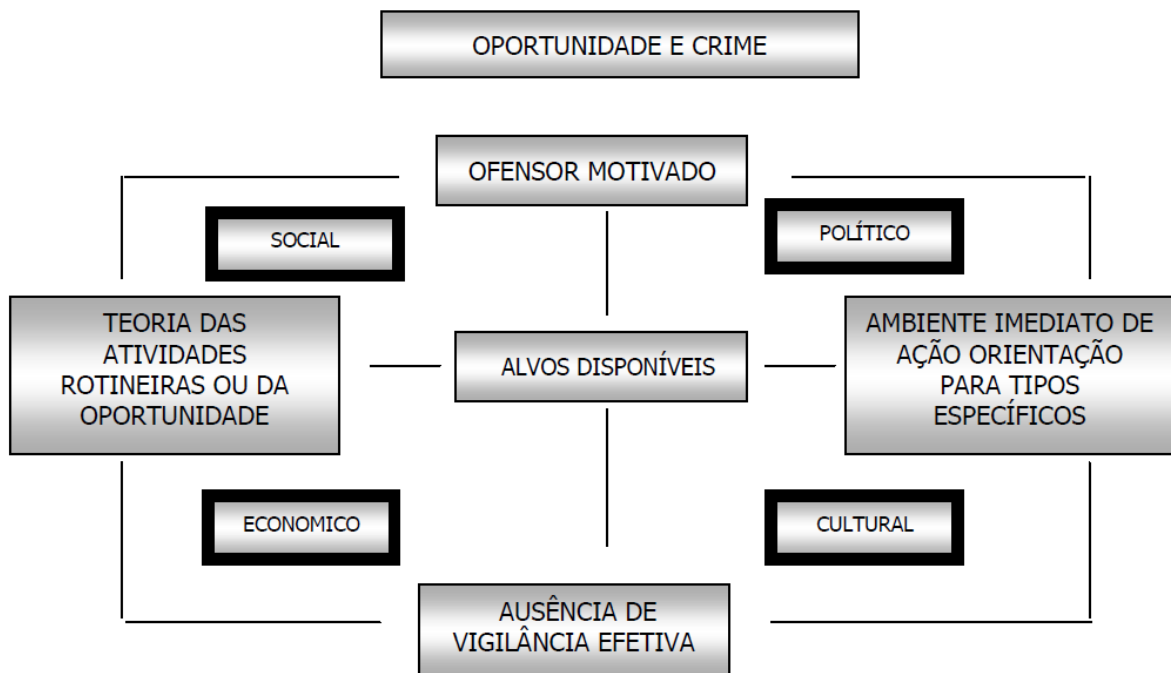 OPORTUNIDADE E CRIME
OFENSOR MOTIVADO
SOCIAL
POLÍTICO
TEORIA DAS
ATIVIDADES
ROTINEIRAS OU DA
OPORTUNIDADE
ALVOS DISPONÍVEIS
AMBIENTE IMEDIATO DE
AÇÃO ORIENTAÇÃO
PARA TIPOS
ESPECÍFICOS
ECONOMICO
CULTURAL
AUSÊNCIA DE
VIGILÂNCIA EFETIVA